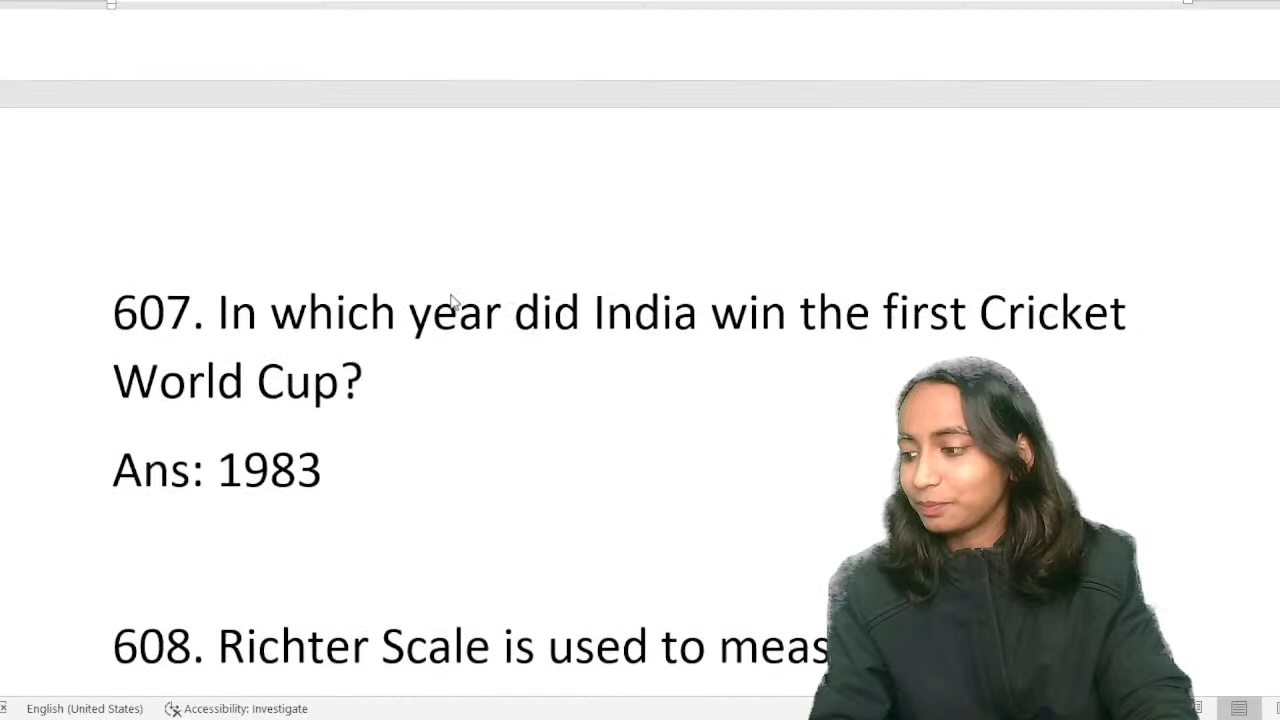 607. In which year did India win the first Cricket
World Cup?
Ans: 1983
608. Richter Scale is used to
English (United States)
Accessibility: Investigate